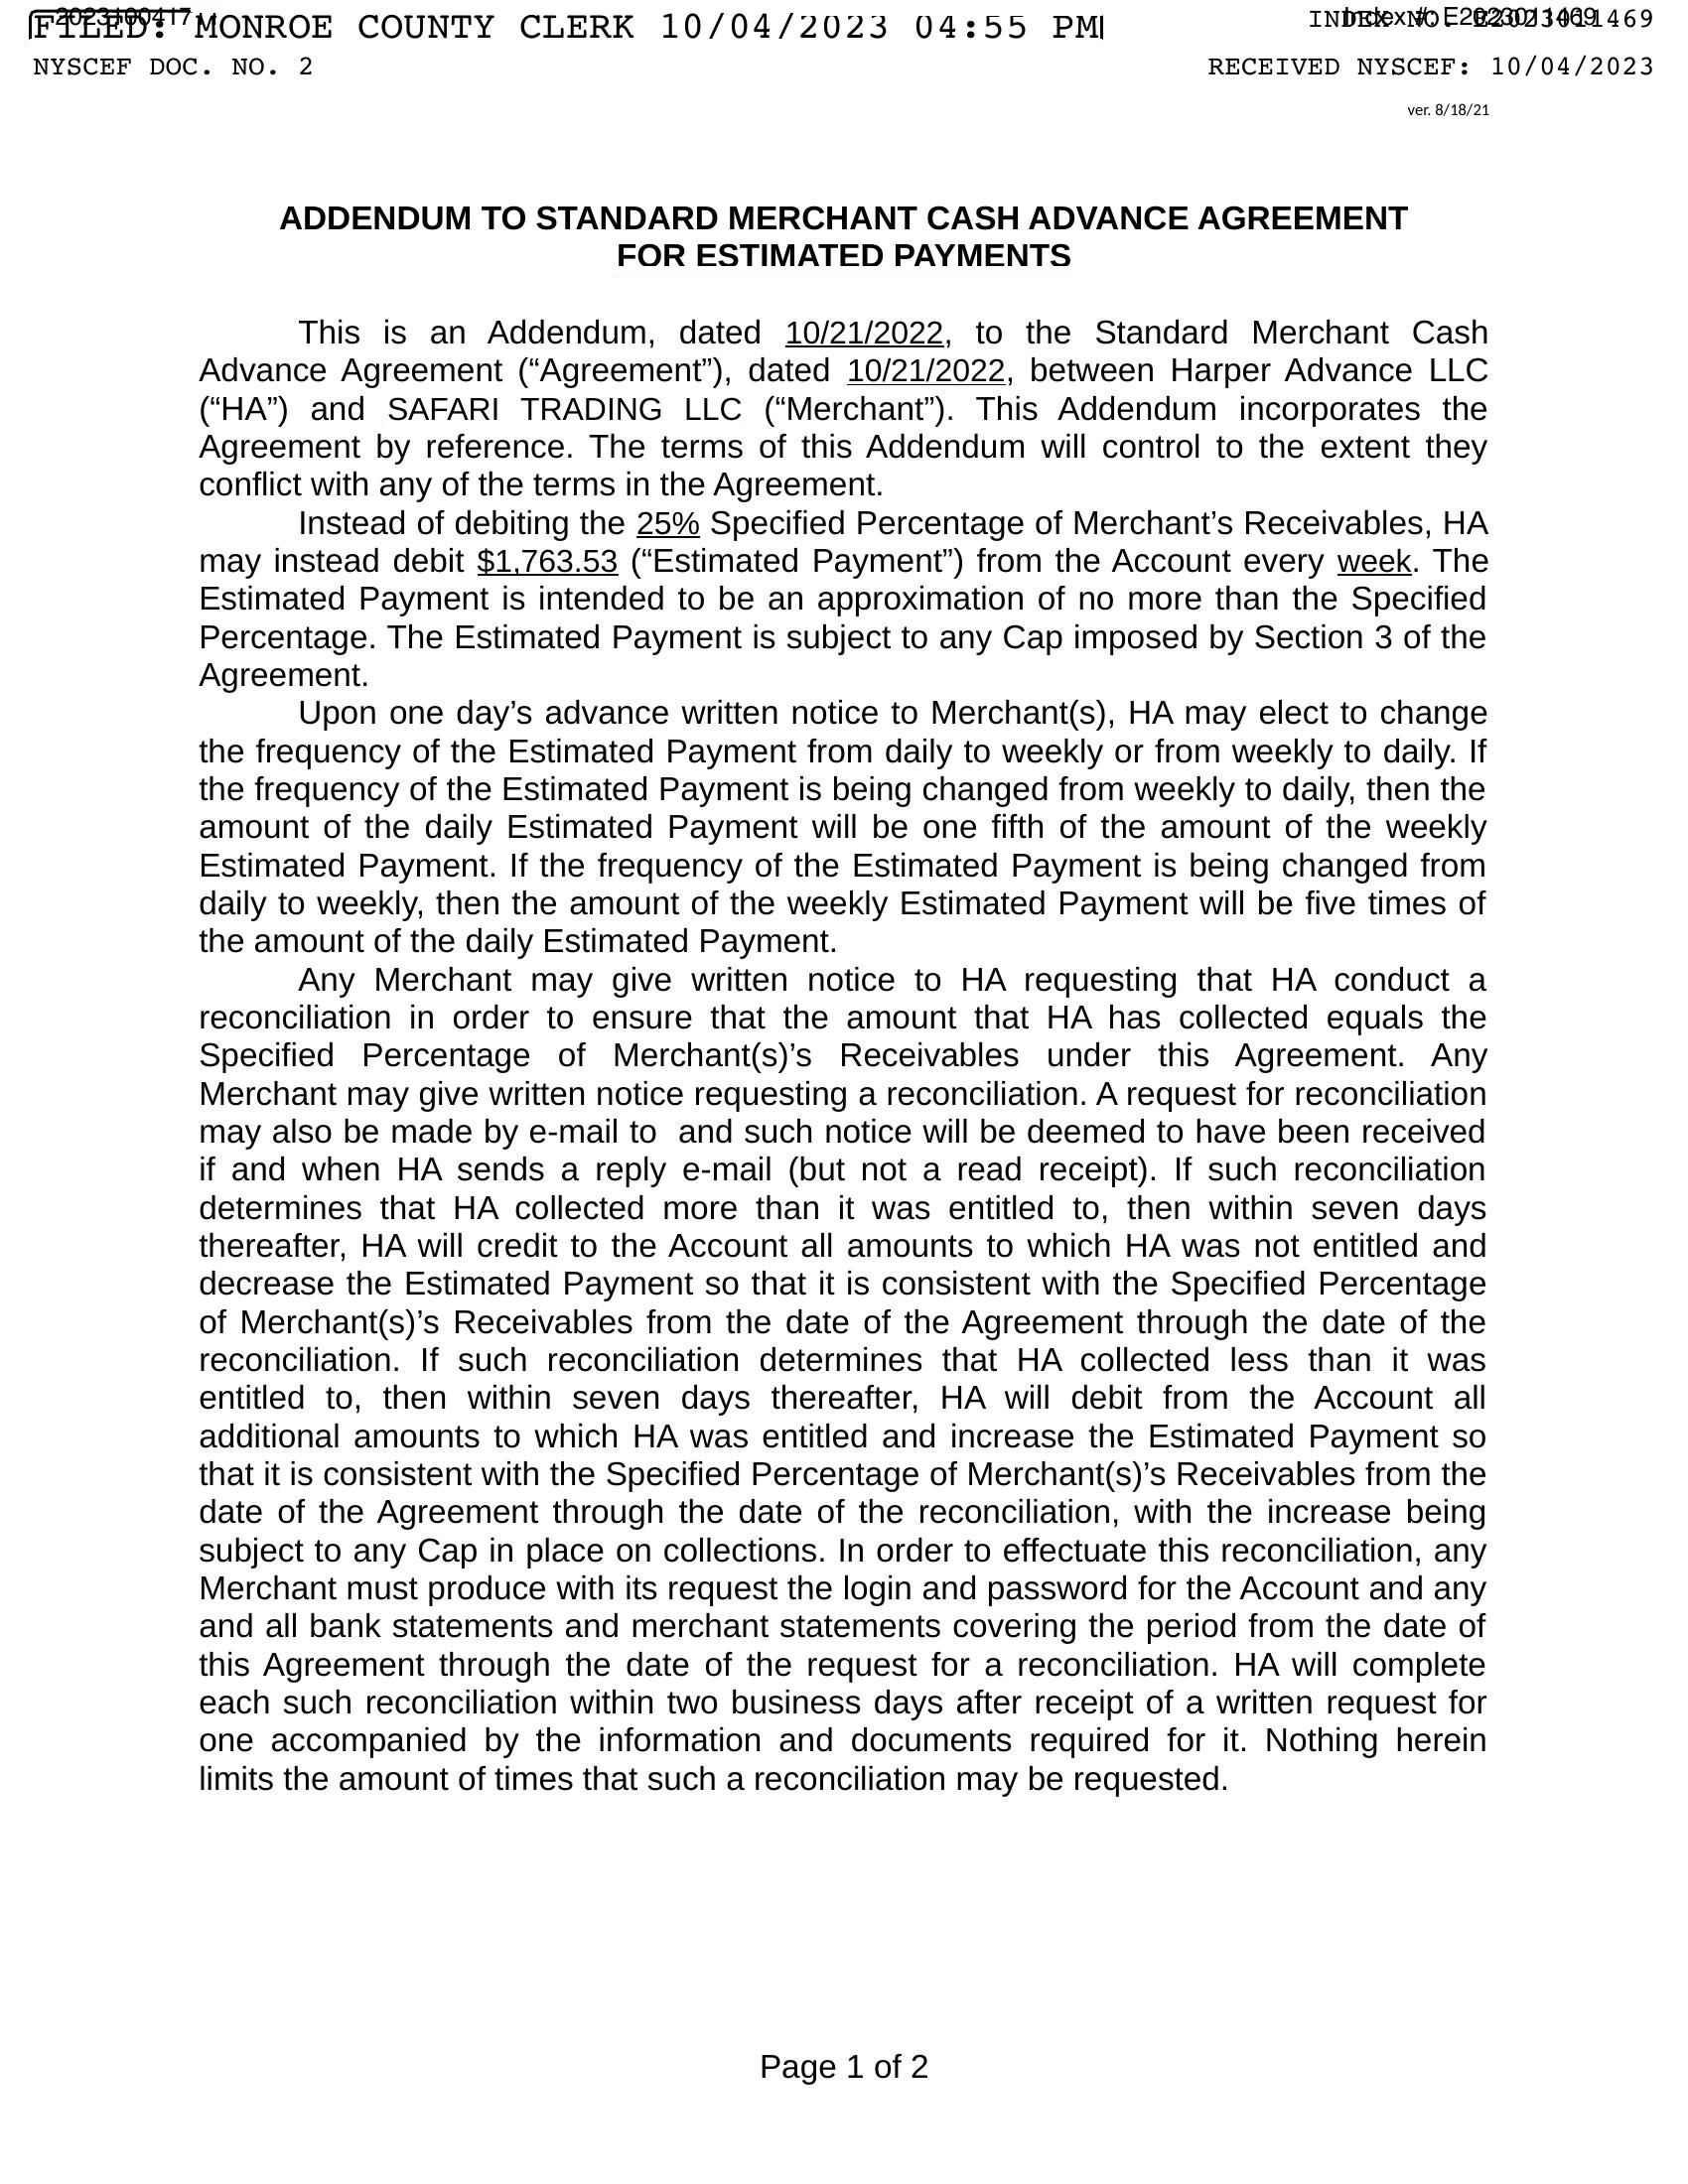 FILED: MONROE COUNTY CLERK 10/04/2023 04:55 PM
INDEX NO. E2023011469
Index #: E2023011469
NYSCEF DOC. NO. 2
RECEIVED NYSCEF: 10/04/2023
ver. 8/18/21
ADDENDUM TO STANDARD MERCHANT CASH ADVANCE AGREEMENT
FOR ESTIMATED PAYMENTS
This is an Addendum, dated 10/21/2022, to the Standard Merchant Cash
Advance Agreement (“Agreement”), dated 10/21/2022, between Harper Advance LLC
(“HA”) and SAFARI TRADING LLC (“Merchant”). This Addendum incorporates the
Agreement by reference. The terms of this Addendum will control to the extent they
conflict with any of the terms in the Agreement.
Instead of debiting the 25% Specified Percentage of Merchant’s Receivables, HA
may instead debit $1,763.53 (“Estimated Payment”) from the Account every week. The
Estimated Payment is intended to be an approximation of no more than the Specified
Percentage. The Estimated Payment is subject to any Cap imposed by Section 3 of the
Agreement.
Upon one day’s advance written notice to Merchant(s), HA may elect to change
the frequency of the Estimated Payment from daily to weekly or from weekly to daily. If
the frequency of the Estimated Payment is being changed from weekly to daily, then the
amount of the daily Estimated Payment will be one fifth of the amount of the weekly
Estimated Payment. If the frequency of the Estimated Payment is being changed from
daily to weekly, then the amount of the weekly Estimated Payment will be five times of
the amount of the daily Estimated Payment.
Any Merchant may give written notice to HA requesting that HA conduct a
reconciliation in order to ensure that the amount that HA has collected equals the
Specified Percentage of Merchant(s)’s Receivables under this Agreement. Any
Merchant may give written notice requesting a reconciliation. A request for reconciliation
may also be made by e-mail to and such notice will be deemed to have been received
if and when HA sends a reply e-mail (but not a read receipt). If such reconciliation
determines that HA collected more than it was entitled to, then within seven days
thereafter, HA will credit to the Account all amounts to which HA was not entitled and
decrease the Estimated Payment so that it is consistent with the Specified Percentage
of Merchant(s)’s Receivables from the date of the Agreement through the date of the
reconciliation. If such reconciliation determines that HA collected less than it was
entitled to, then within seven days thereafter, HA will debit from the Account all
additional amounts to which HA was entitled and increase the Estimated Payment so
that it is consistent with the Specified Percentage of Merchant(s)’s Receivables from the
date of the Agreement through the date of the reconciliation, with the increase being
subject to any Cap in place on collections. In order to effectuate this reconciliation, any
Merchant must produce with its request the login and password for the Account and any
and all bank statements and merchant statements covering the period from the date of
this Agreement through the date of the request for a reconciliation. HA will complete
each such reconciliation within two business days after receipt of a written request for
one accompanied by the information and documents required for it. Nothing herein
limits the amount of times that such a reconciliation may be requested.
Page 1 of 2